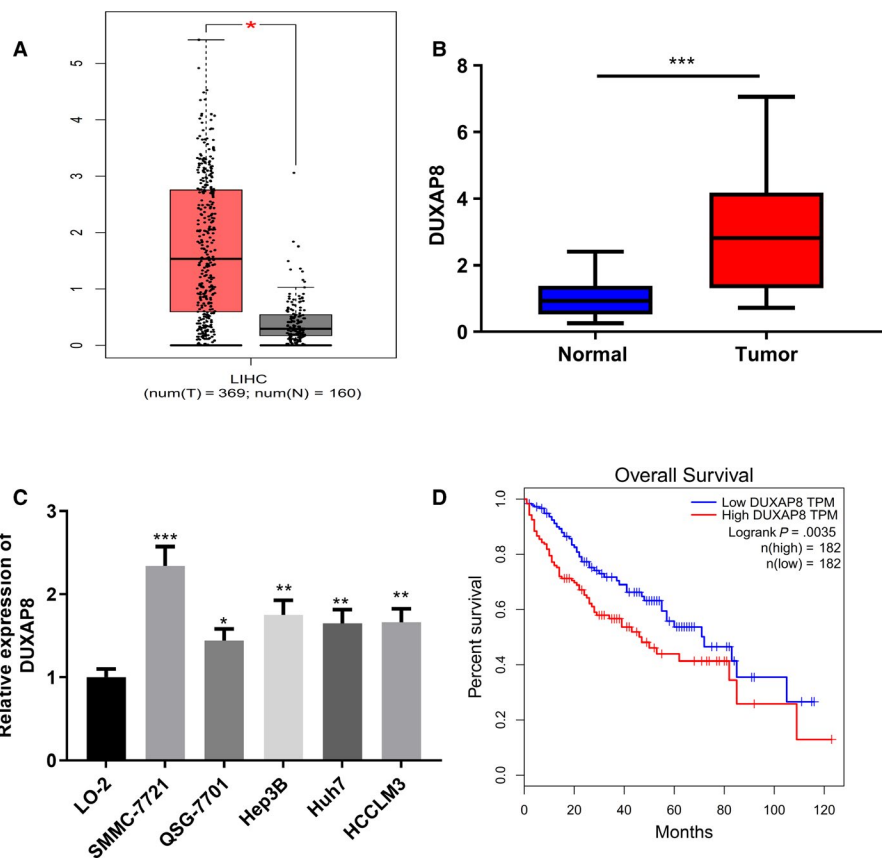 A
*
5
4
3
2
1
0
LIHC
(num(T) = 369; num(N) = 160)
B
***
8
6
4
2
0
DUXAP8
Normal
Tumor
C
3
2
1
0
Relative expression of
DUXAP8
***
*
**
**
**
LO-2
SMMC-7721
QSG-7701
Hep3B
Huh7
HCCLM3
D
Overall Survival
Low DUXAP8 TPM
High DUXAP8 TPM
Logrank P = .0035
n(high) = 182
n(low) = 182
1.0
0.8
0.6
0.4
0.2
0.0
Percent survival
0 20 40 60 80 100 120
Months